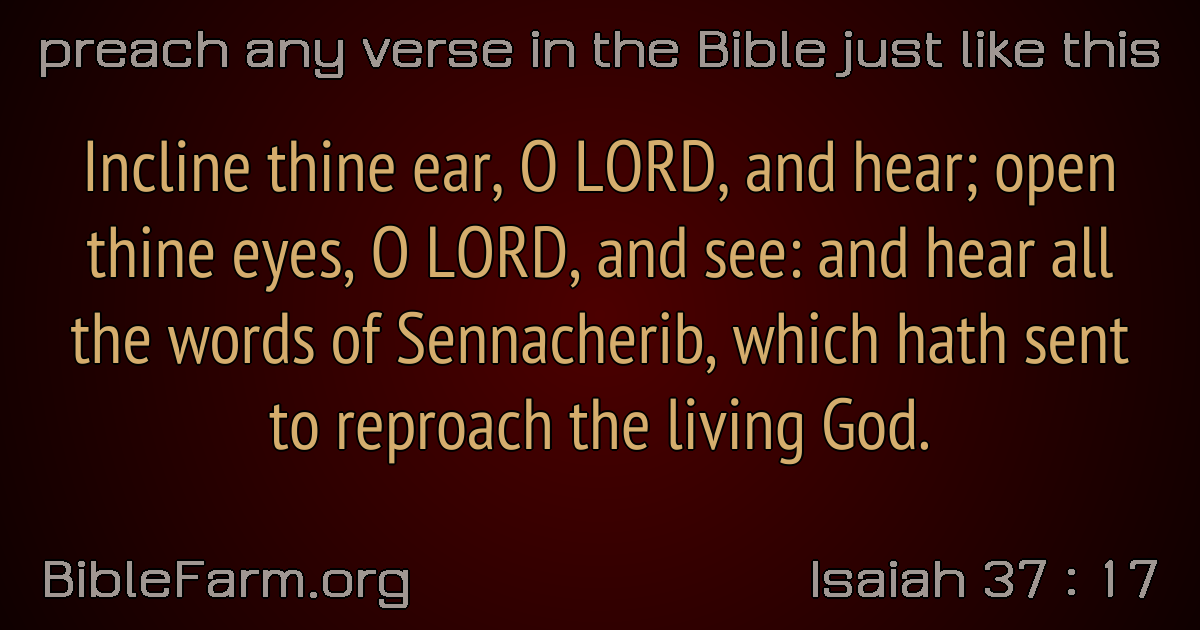 preach any verse in the Bible just like this
Incline thine ear, O LORD, and hear; open
thine eyes, O LORD, and see: and hear all
the words of Sennacherib, which hath sent
to reproach the living God.
BibleFarm.org
Isaiah 37 : 17